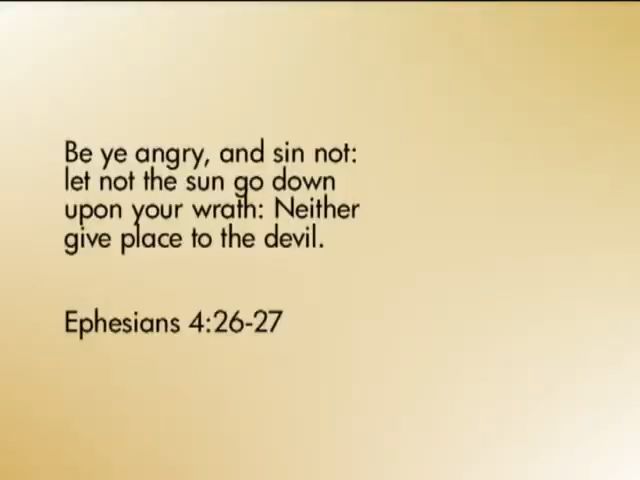 Be ye angry, and sin not:
let not the sun go down
upon your wrath: Neither
give place to the devil.
Ephesians 4:26-27